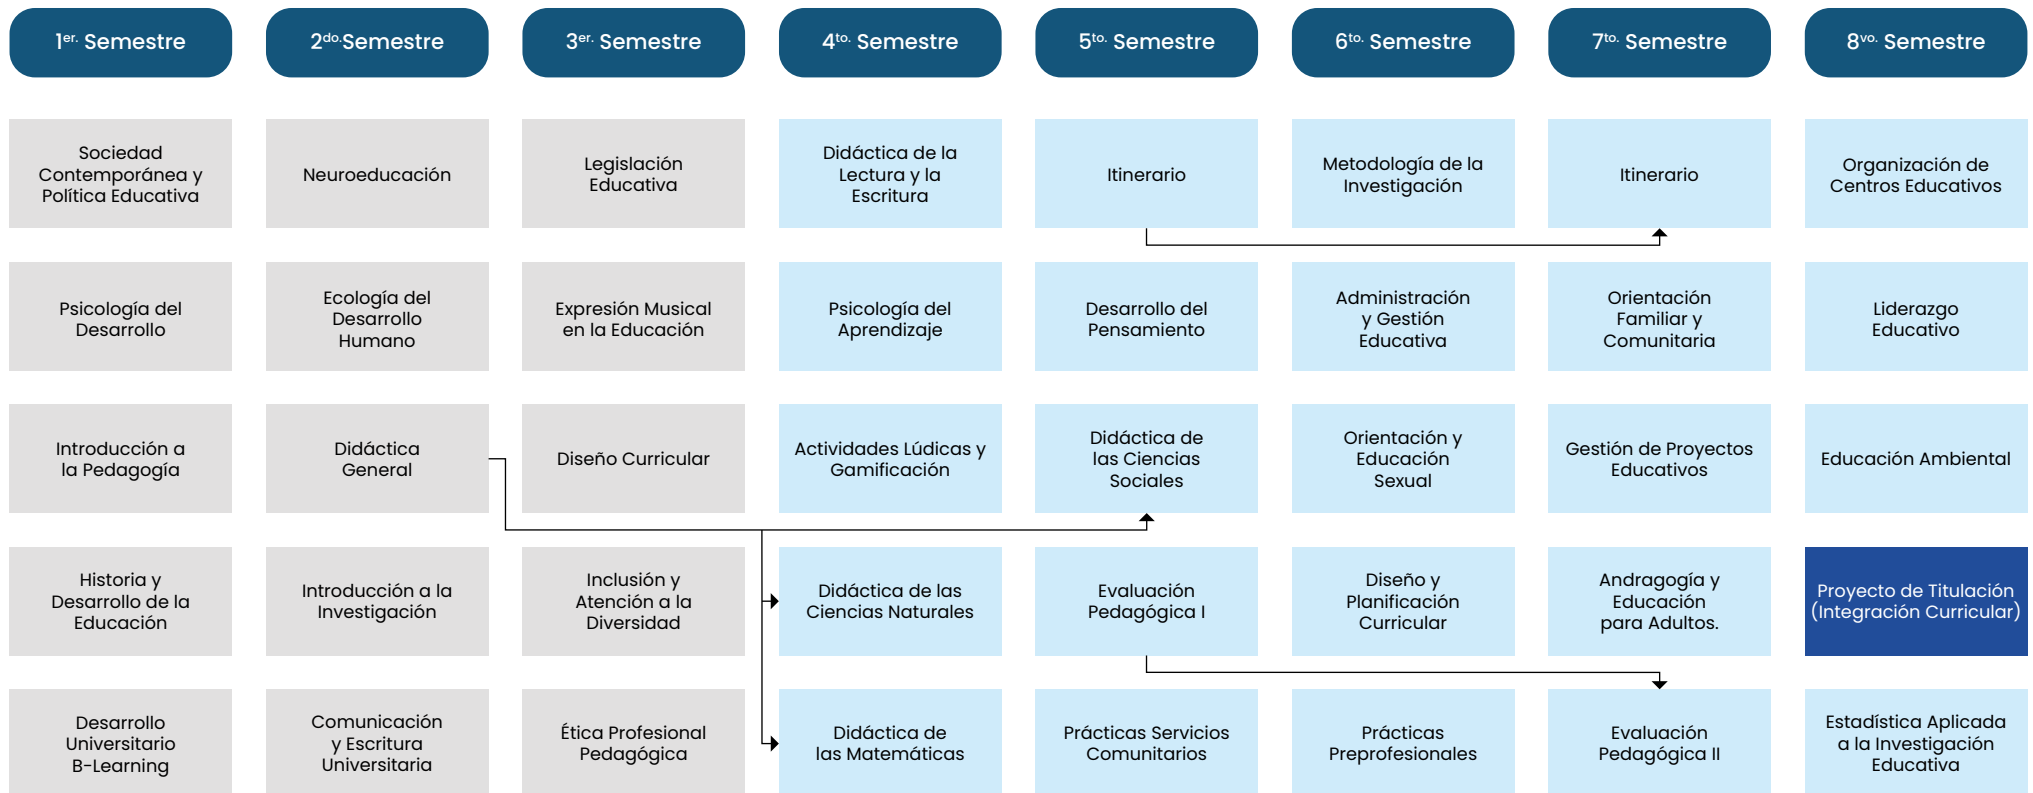 1er. Semestre
2do.Semestre
3er. Semestre
4to. Semestre
5to. Semestre
6to. Semestre
7to. Semestre
8vo. Semestre
Sociedad
Contemporánea y
Política Educativa
Neuroeducación
Legislación
Educativa
Didáctica de la
Lectura y la
Escritura
Itinerario
Metodología de la
Investigación
Itinerario
Organización de
Centros Educativos
Psicología del
Desarrollo
Ecología del
Desarrollo
Humano
Expresión Musical
en la Educación
Psicología del
Aprendizaje
Desarrollo del
Pensamiento
Administración
y Gestión
Educativa
Orientación
Familiar y
Comunitaria
Liderazgo
Educativo
Introducción a
la Pedagogía
Didáctica
General
Diseño Curricular
Actividades Lúdicas y
Gamificación
Didáctica de
las Ciencias
Sociales
Orientación y
Educación
Sexual
Gestión de Proyectos
Educativos
Educación Ambiental
Historia y
Desarrollo de la
Educación
Introducción a la
Investigación
Inclusión y
Atención a la
Diversidad
Didáctica de las
Ciencias Naturales
Evaluación
Pedagógica I
Diseño y
Planificación
Curricular
Andragogía y
Educación
para Adultos.
Proyecto de Titulación
(Integración Curricular)
Desarrollo
Universitario
B-Learning
Comunicación
y Escritura
Universitaria
Ética Profesional
Pedagógica
Didáctica de
las Matemáticas
Prácticas Servicios
Comunitarios
Prácticas
Preprofesionales
Evaluación
Pedagógica II
Estadística Aplicada
a la Investigación
Educativa